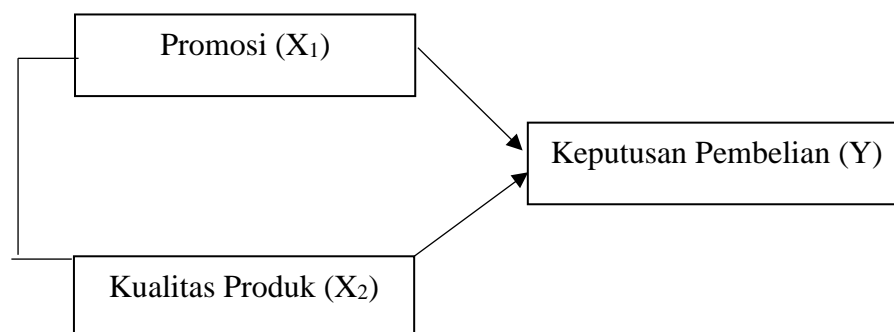 Promosi (X₁)
Keputusan Pembelian (Y)
Kualitas Produk (X₂)